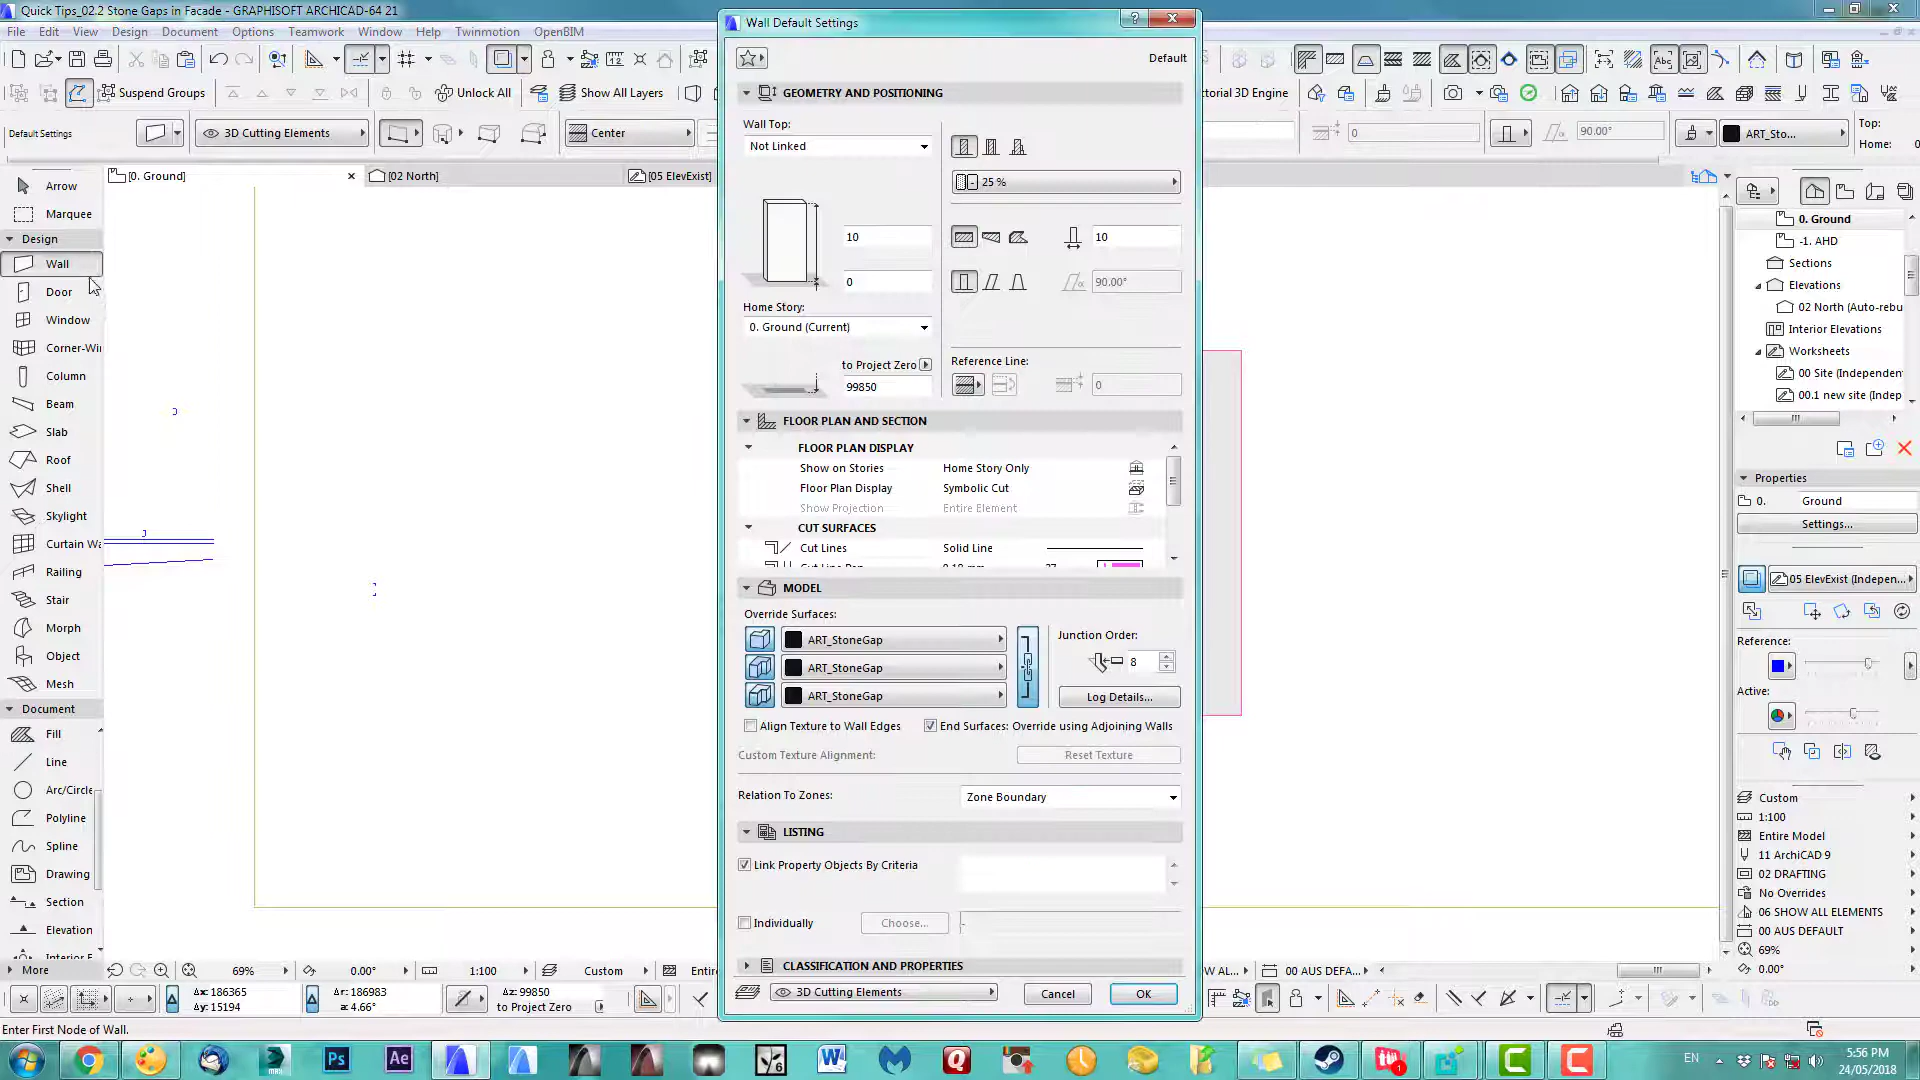 Quick Tips_02.2 Stone Gaps in Facade - GRAPHISOFT ARCHICAD-64 21
File Edit View Design Document Options Teamwork Window Help Twinmotion OpenBIM
Suspend Groups
Unlock All
Show All Layers
torial 3D Engine
Default Settings
3D Cutting Elements
Center
0
90.00°
ART_Sto...
Top:
Home:
[0. Ground]
[02 North]
[05 ElevExist]
Arrow
Marquee
Design
Wall
Door
Window
Corner-Wi
Column
Beam
Slab
Roof
Shell
Skylight
Curtain Wa
Railing
Stair
Morph
Object
Mesh
Document
Fill
Line
Arc/Circle
Polyline
Spline
Drawing
Section
Elevation
Interior E
More
Wall Default Settings
Default
GEOMETRY AND POSITIONING
Wall Top:
Not Linked
25 %
10
10
0
90.00°
Home Story:
0. Ground (Current)
to Project Zero
Reference Line:
99850
0
FLOOR PLAN AND SECTION
FLOOR PLAN DISPLAY
Show on Stories Home Story Only
Floor Plan Display Symbolic Cut
Show Projection Entire Element
CUT SURFACES
Cut Lines Solid Line
MODEL
Override Surfaces:
ART_StoneGap
ART_StoneGap
ART_StoneGap
Junction Order:
8
Log Details...
Align Texture to Wall Edges
End Surfaces: Override using Adjoining Walls
Custom Texture Alignment:
Reset Texture
Relation To Zones:
Zone Boundary
LISTING
Link Property Objects By Criteria
Individually
Choose...
CLASSIFICATION AND PROPERTIES
3D Cutting Elements
Cancel
OK
0. Ground
-1. AHD
Sections
Elevations
02 North (Auto-rebu
Interior Elevations
Worksheets
00 Site (Independen
00.1 new site (Indep
Properties
0. Ground
Settings...
05 ElevExist (Indepen...
Reference:
Active:
Custom
1:100
Entire Model
11 ArchiCAD 9
02 DRAFTING
No Overrides
06 SHOW ALL ELEMENTS
00 AUS DEFAULT
69%
0.00°
69%
0.00°
1:100
Custom
Entir
W AL...
00 AUS DEFA...
Δx: 186365
Δy: 15194
Δr: 186983
a: 4.66°
Δz: 99850
to Project Zero
Enter First Node of Wall.
EN
5:56 PM
24/05/2018